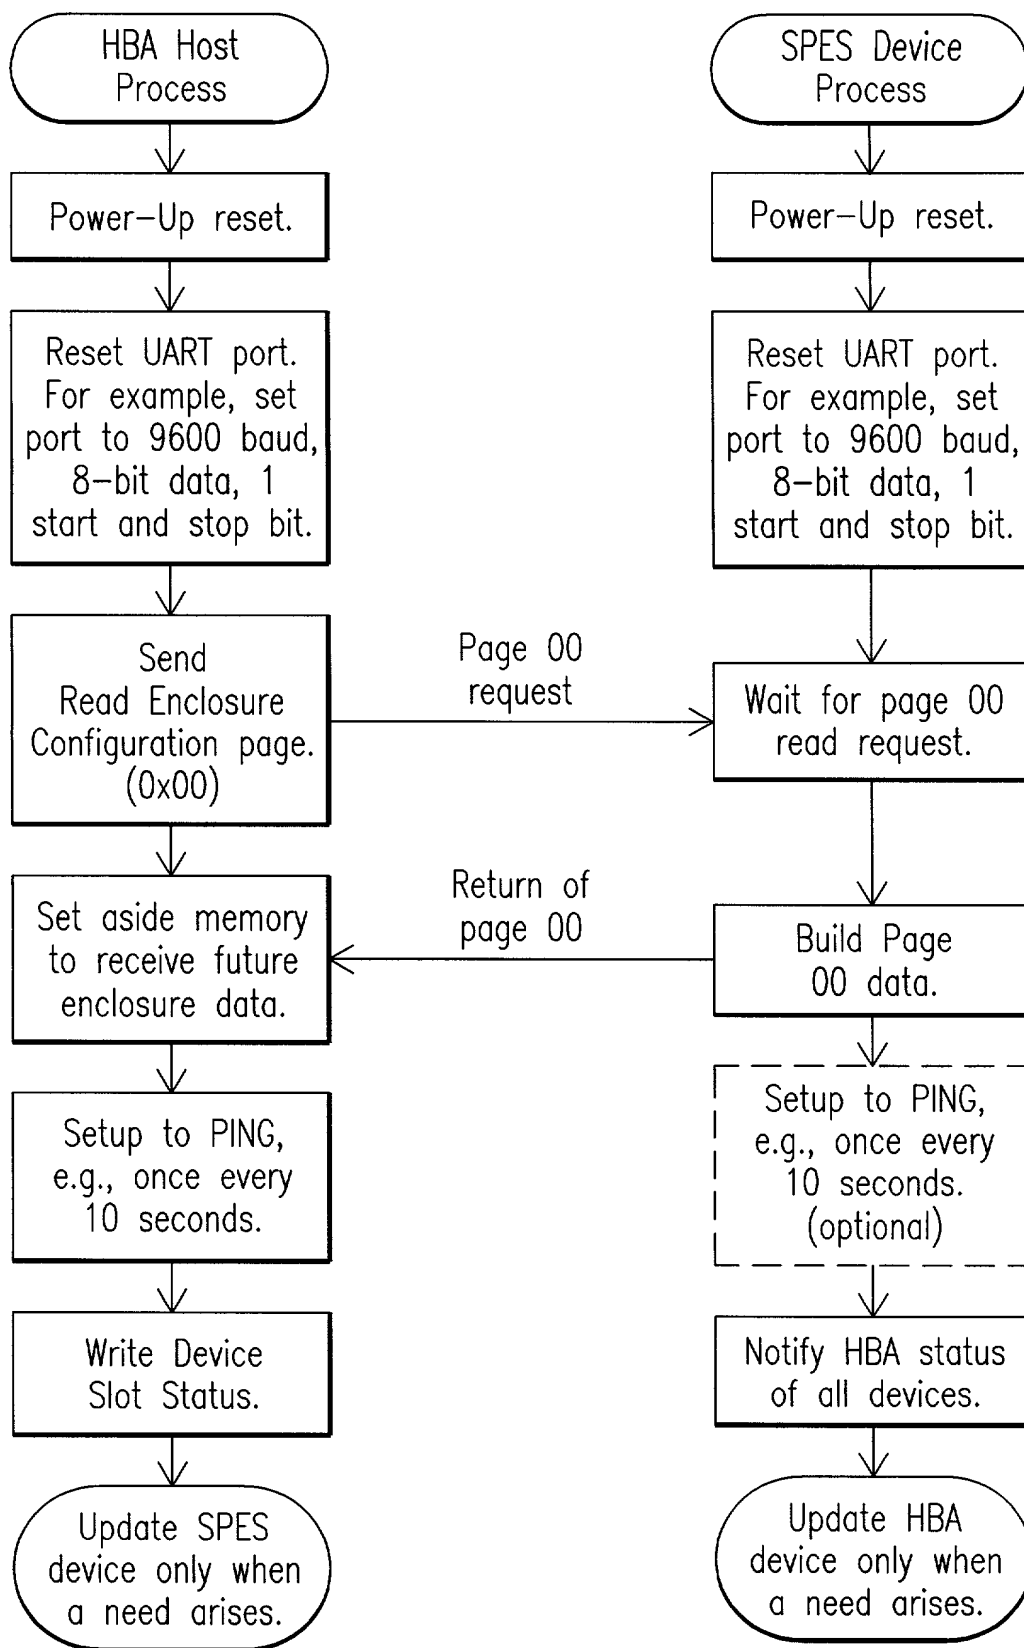 HBA Host
Process
Power-Up reset.
Reset UART port.
For example, set
port to 9600 baud,
8-bit data, 1
start and stop bit.
Send
Read Enclosure
Configuration page.
(0x00)
Set aside memory
to receive future
enclosure data.
Setup to PING,
e.g., once every
10 seconds.
Write Device
Slot Status.
Update SPES
device only when
a need arises.
Page 00
request
Return of
page 00
SPES Device
Process
Power-Up reset.
Reset UART port.
For example, set
port to 9600 baud,
8-bit data, 1
start and stop bit.
Wait for page 00
read request.
Build Page
00 data.
Setup to PING,
e.g., once every
10 seconds.
(optional)
Notify HBA status
of all devices.
Update HBA
device only when
a need arises.